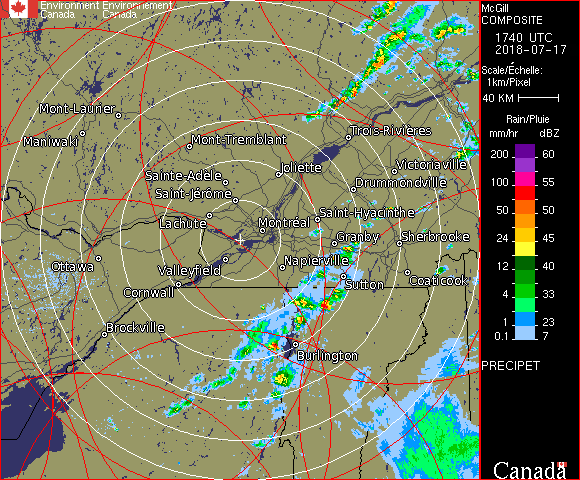 Environment Environnement
Canada Canada
McGill
COMPOSITE
1740 UTC
2018-07-17
Scale/Échelle:
1km/Pixel
40 KM
Rain/Pluie
mm/hr dBZ
200 60
100 55
50 50
24 45
12 40
4 33
1 23
0.1 7
PRECIPET
Canada
Mont-Laurier
Maniwaki
Mont-Tremblant
Trois-Rivières
Sainte-Adèle
Joliette
Victoriaville
Saint-Jérôme
Drummondville
Lachute
Montréal
Saint-Hyacinthe
Granby
Sherbrooke
Ottawa
Valleyfield
Napierville
Coaticook
Cornwall
Sutton
Brockville
Burlington